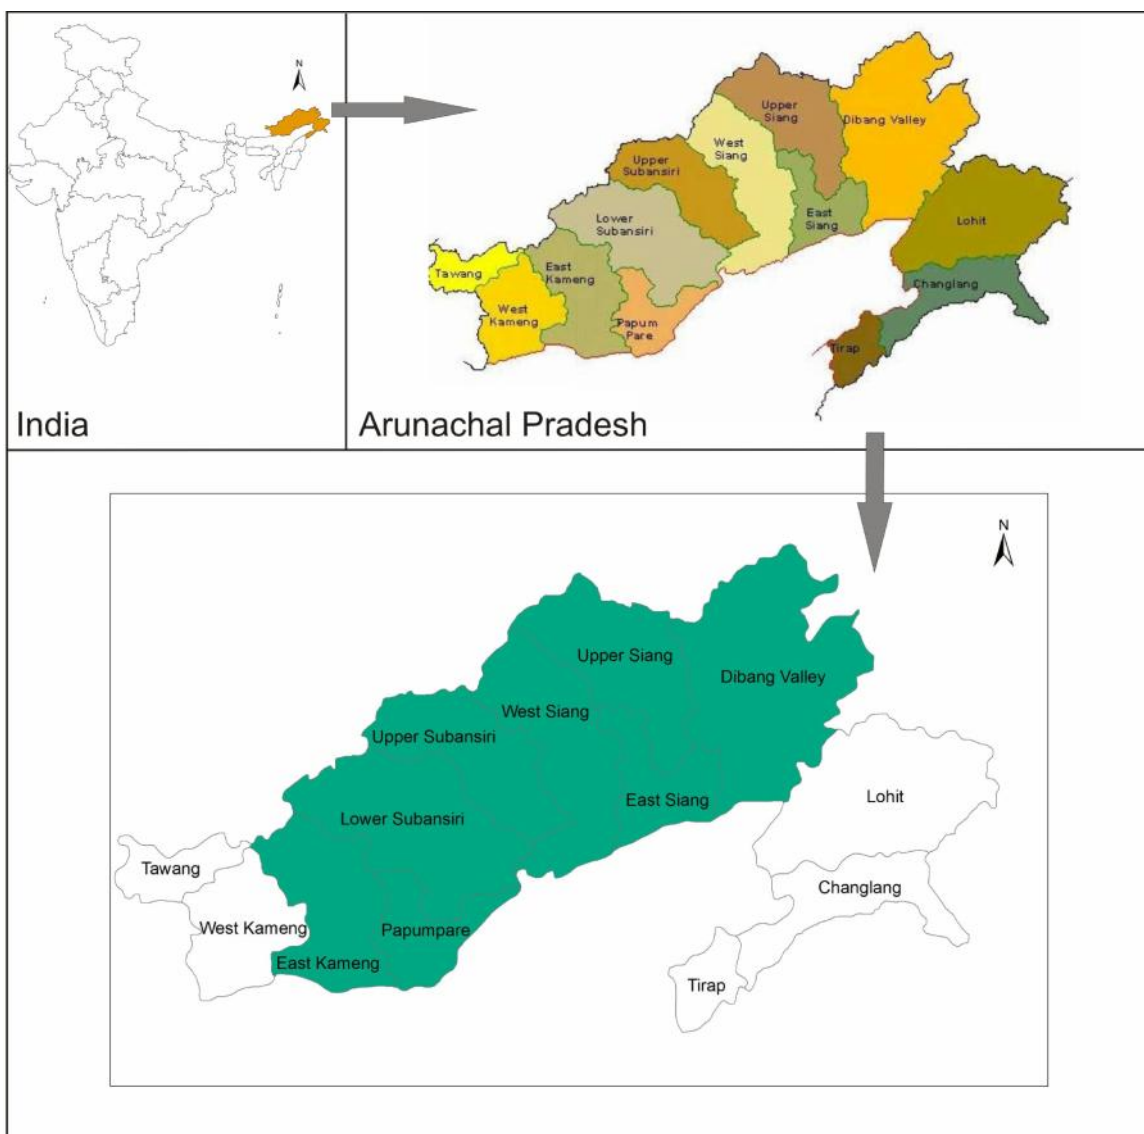 N
India
Upper
Siang
Dibang Valley
West
Siang
Upper
Subansiri
East
Siang
Lohit
Lower
Subansiri
Tawang
East
Kameng
Changlang
West
Kameng
Papum
Pare
Tirap
Arunachal Pradesh
N
Upper Siang
Dibang Valley
West Siang
Upper Subansiri
Lohit
East Siang
Lower Subansiri
Tawang
Changlang
West Kameng
Papumpare
East Kameng
Tirap